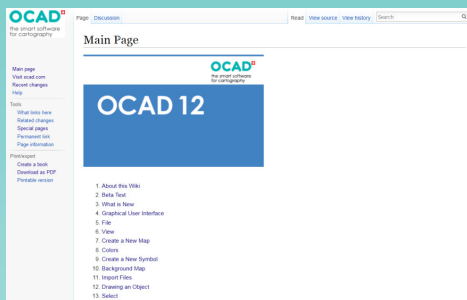 OCAD
the smart software
for cartography
Page Discussion Read View source View history Search
Main Page
Main page
Visit ocad.com
Recent changes
Help
Tools
What links here
Related changes
Special pages
Permanent link
Page information
Print/export
Create a book
Download as PDF
Printable version
OCAD
the smart software
for cartography
OCAD 12
1. About this Wiki
2. Beta Test
3. What is New
4. Graphical User Interface
5. File
6. View
7. Create a New Map
8. Colors
9. Create a New Symbol
10. Background Map
11. Import Files
12. Drawing an Object
13. Select